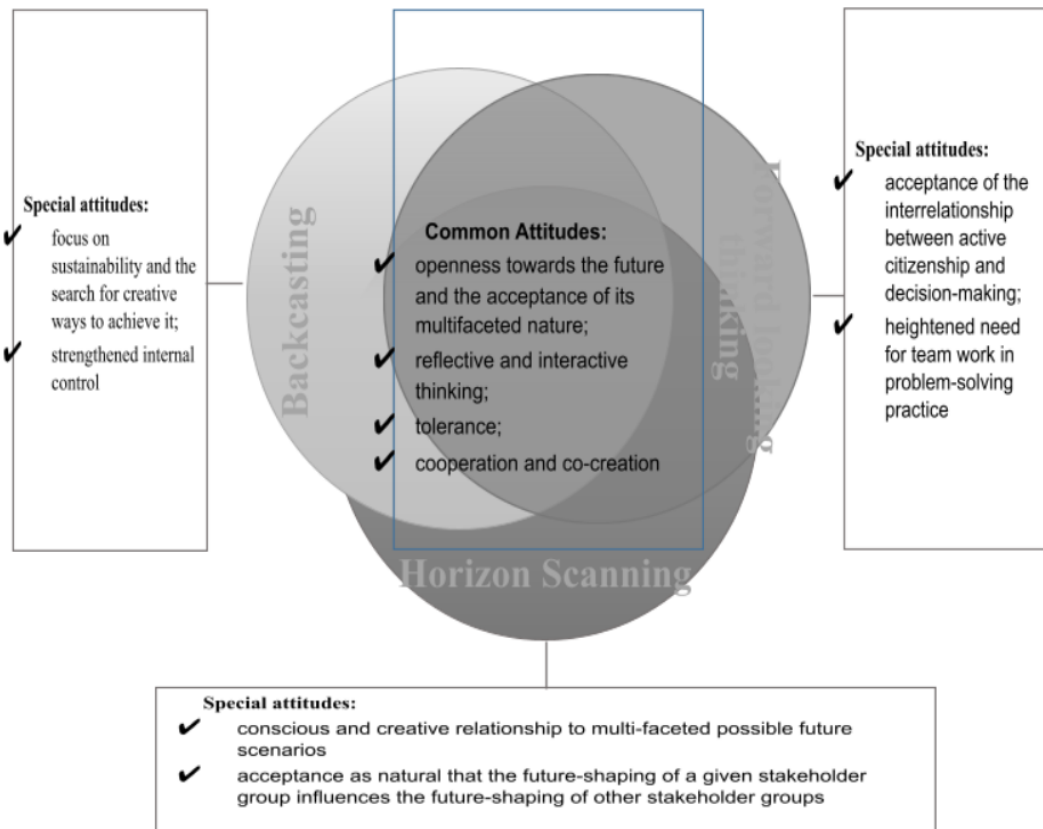 Special attitudes:
✔ focus on
sustainability and the
search for creative
ways to achieve it;
✔ strengthened internal
control
Backcasting
Common Attitudes:
✔ openness towards the future
and the acceptance of its
multifaceted nature;
✔ reflective and interactive
thinking;
✔ tolerance;
✔ cooperation and co-creation
Forward looking
thinking
Special attitudes:
✔ acceptance of the
interrelationship
between active
citizenship and
decision-making;
✔ heightened need
for team work in
problem-solving
practice
Horizon Scanning
Special attitudes:
✔ conscious and creative relationship to multi-faceted possible future
scenarios
✔ acceptance as natural that the future-shaping of a given stakeholder
group influences the future-shaping of other stakeholder groups